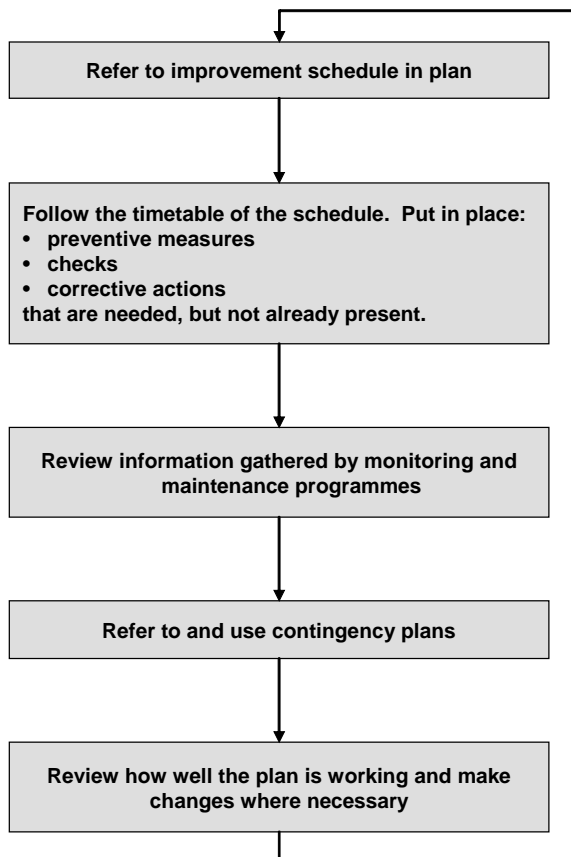 Refer to improvement schedule in plan
Follow the timetable of the schedule.  Put in place:
• preventive measures
• checks
• corrective actions
that are needed, but not already present.
Review information gathered by monitoring and
maintenance programmes
Refer to and use contingency plans
Review how well the plan is working and make
changes where necessary